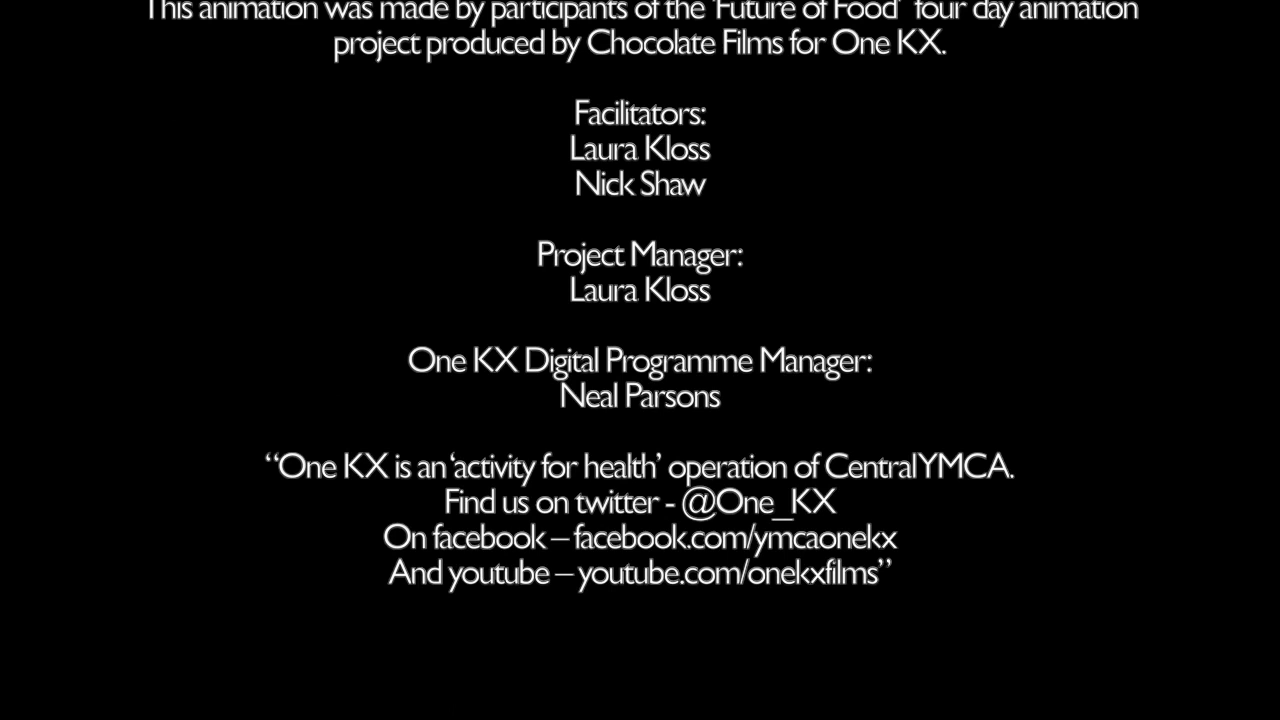 This animation was made by participants of the 'Future of Food' four day animation
project produced by Chocolate Films for One KX.
Facilitators:
Laura Kloss
Nick Shaw
Project Manager:
Laura Kloss
One KX Digital Programme Manager:
Neal Parsons
“One KX is an ‘activity for health’ operation of CentralYMCA.
Find us on twitter - @One_KX
On facebook – facebook.com/ymcaonekx
And youtube – youtube.com/onekxfilms”